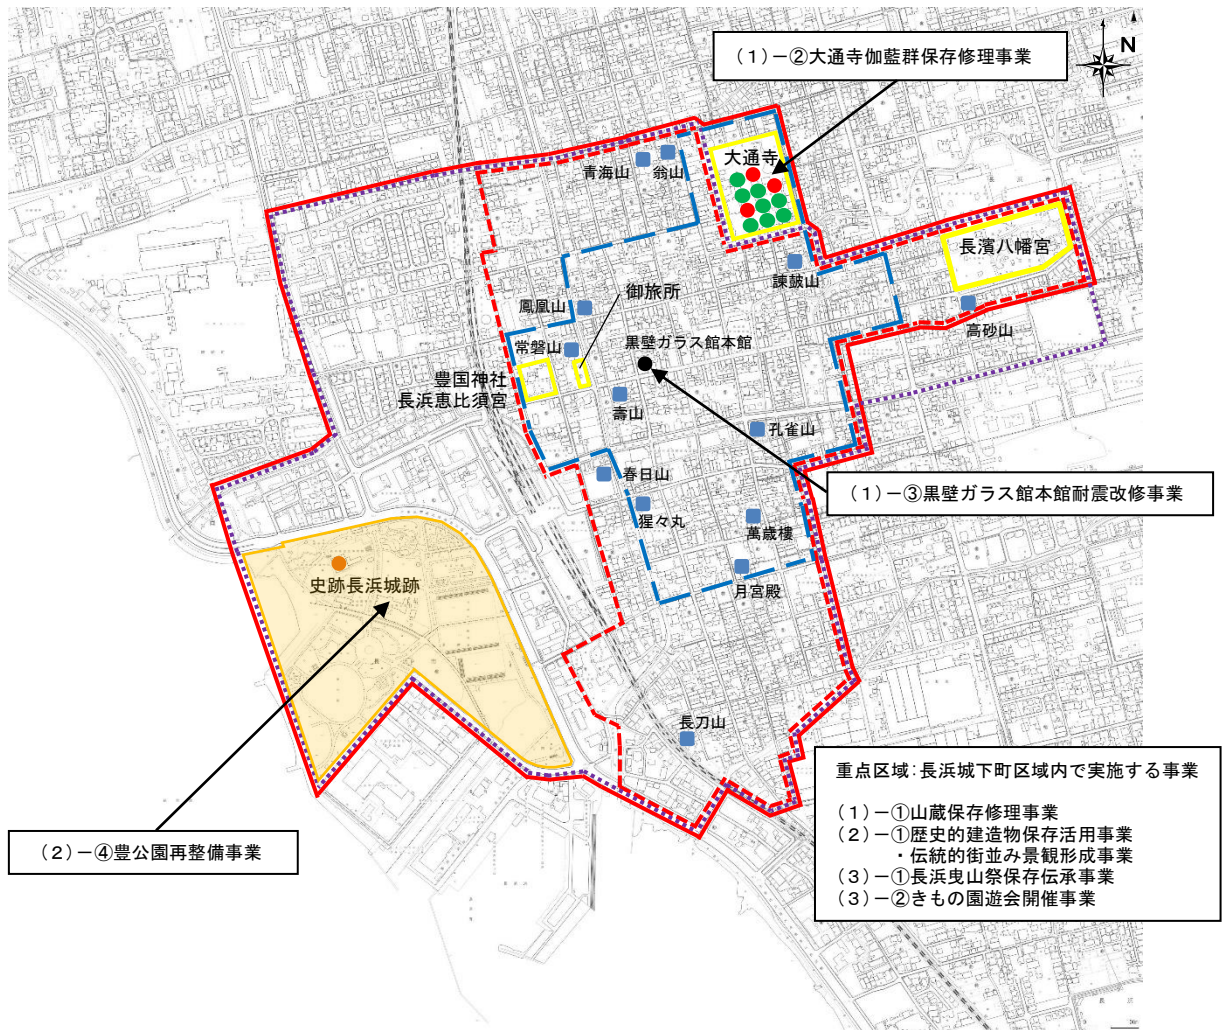 N
(1)-②大通寺伽藍群保存修理事業
大通寺
青海山
翁山
長濱八幡宮
諫鼓山
高砂山
御旅所
鳳凰山
常磐山
黒壁ガラス館本館
豊国神社
長浜恵比須宮
壽山
孔雀山
春日山
(1)-③黒壁ガラス館本館耐震改修事業
猩々丸
萬歳樓
月宮殿
史跡長浜城跡
長刀山
(2)-④豊公園再整備事業
重点区域:長浜城下町区域内で実施する事業
(1)-①山蔵保存修理事業
(2)-①歴史的建造物保存活用事業
・伝統的街並み景観形成事業
(3)-①長浜曳山祭保存伝承事業
(3)-②きもの園遊会開催事業